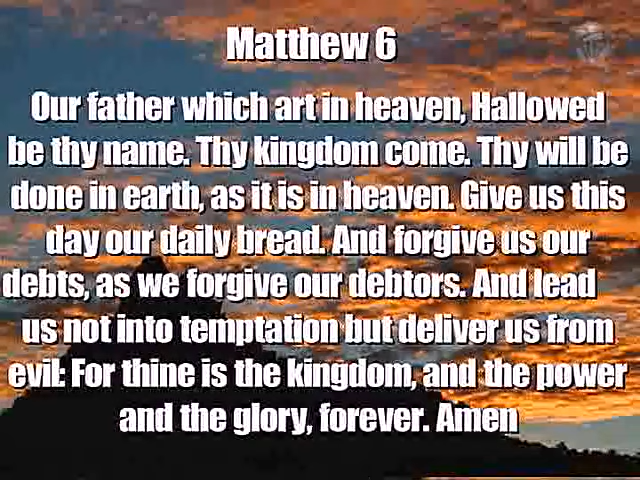 Matthew 6
Our father which art in heaven, Hallowed
be thy name. Thy kingdom come. Thy will be
done in earth, as it is in heaven. Give us this
day our daily bread. And forgive us our
debts, as we forgive our debtors. And lead
us not into temptation but deliver us from
evil: For thine is the kingdom, and the power
and the glory, forever. Amen